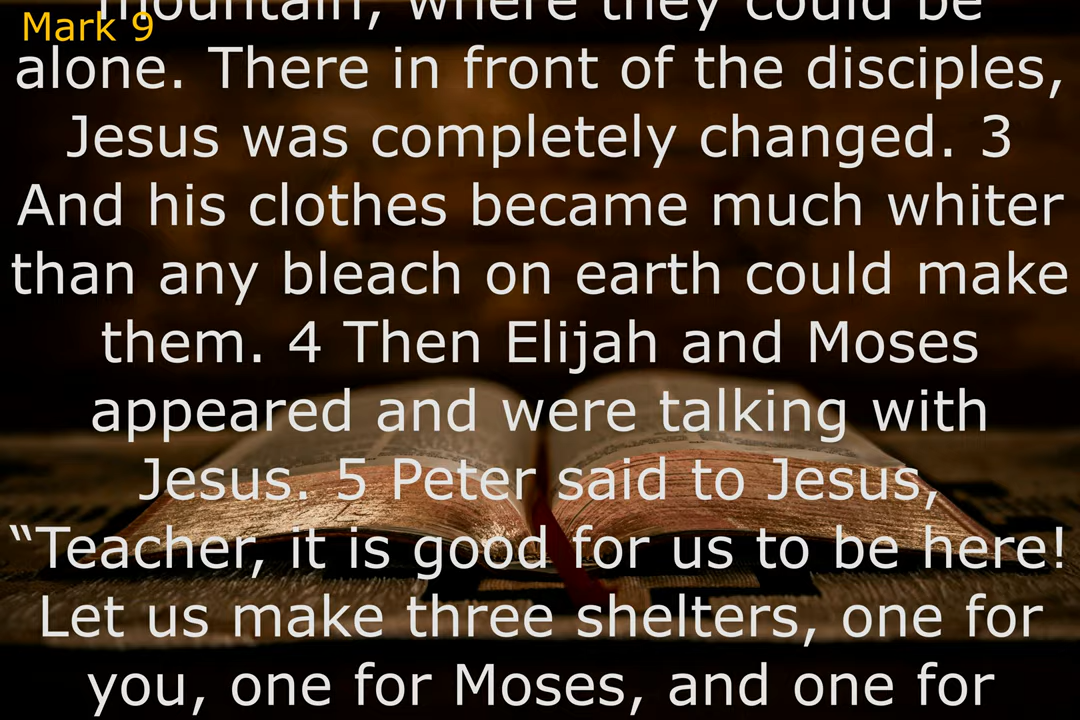 mountain, where they could be
Mark 9
alone. There in front of the disciples,
Jesus was completely changed. 3
And his clothes became much whiter
than any bleach on earth could make
them. 4 Then Elijah and Moses
appeared and were talking with
Jesus. 5 Peter said to Jesus,
“Teacher, it is good for us to be here!
Let us make three shelters, one for
you, one for Moses, and one for